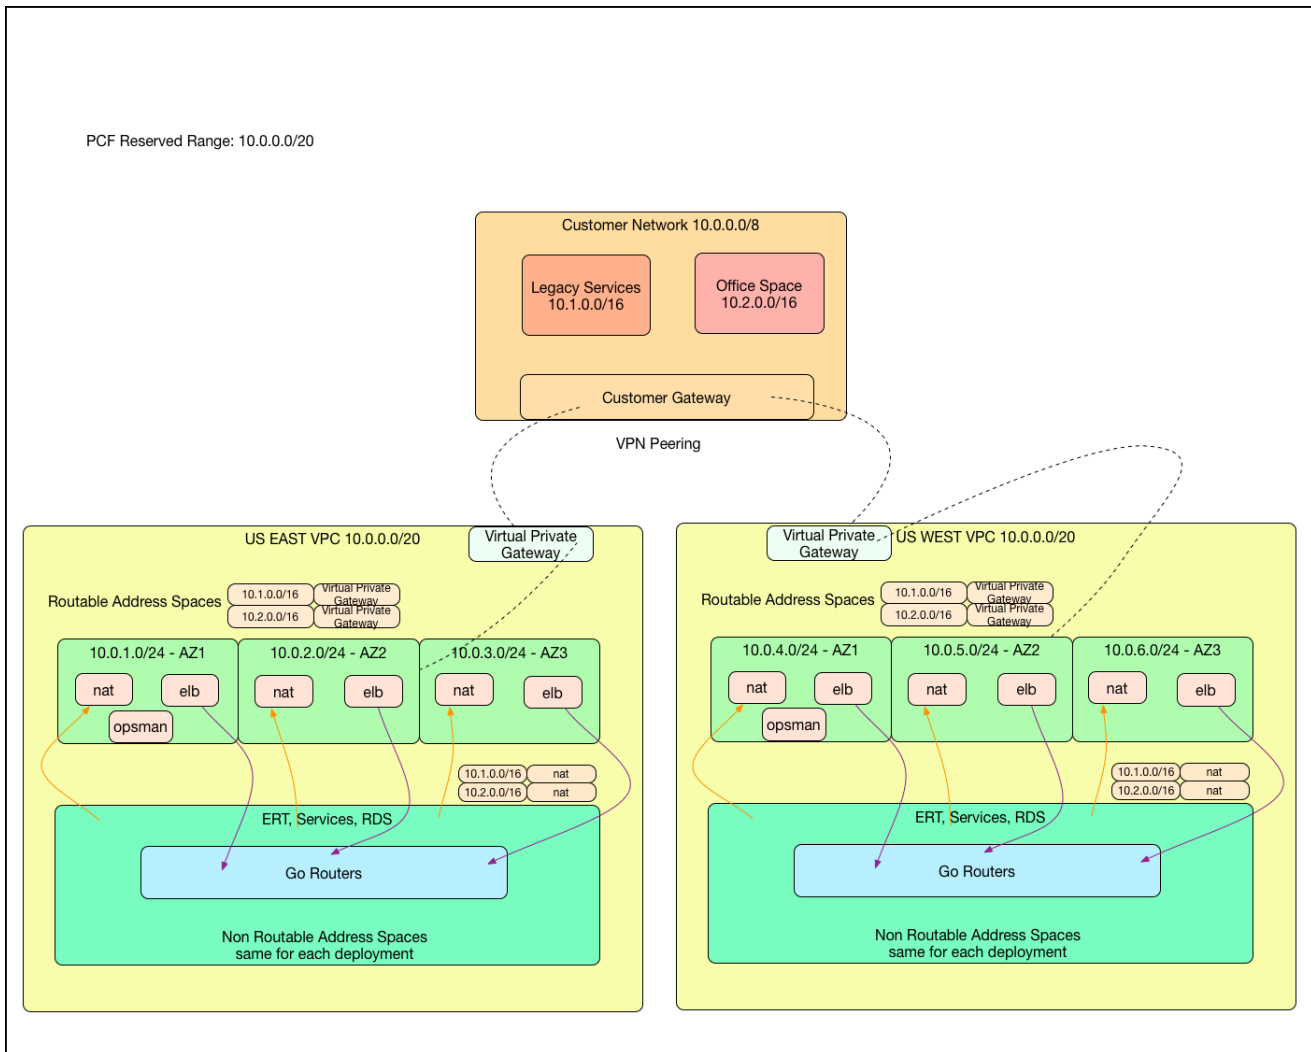 PCF Reserved Range: 10.0.0.0/20
Customer Network 10.0.0.0/8
Legacy Services
10.1.0.0/16
Office Space
10.2.0.0/16
Customer Gateway
VPN Peering
US EAST VPC 10.0.0.0/20
Virtual Private
Gateway
Routable Address Spaces
10.1.0.0/16
Virtual Private
Gateway
10.2.0.0/16
Virtual Private
Gateway
10.0.1.0/24 - AZ1
10.0.2.0/24 - AZ2
10.0.3.0/24 - AZ3
nat
elb
opsman
nat
elb
nat
elb
10.1.0.0/16
nat
10.2.0.0/16
nat
ERT, Services, RDS
Go Routers
Non Routable Address Spaces
same for each deployment
Virtual Private
Gateway
US WEST VPC 10.0.0.0/20
Routable Address Spaces
10.1.0.0/16
Virtual Private
Gateway
10.2.0.0/16
Virtual Private
Gateway
10.0.4.0/24 - AZ1
10.0.5.0/24 - AZ2
10.0.6.0/24 - AZ3
nat
elb
opsman
nat
elb
nat
elb
10.1.0.0/16
nat
10.2.0.0/16
nat
ERT, Services, RDS
Go Routers
Non Routable Address Spaces
same for each deployment